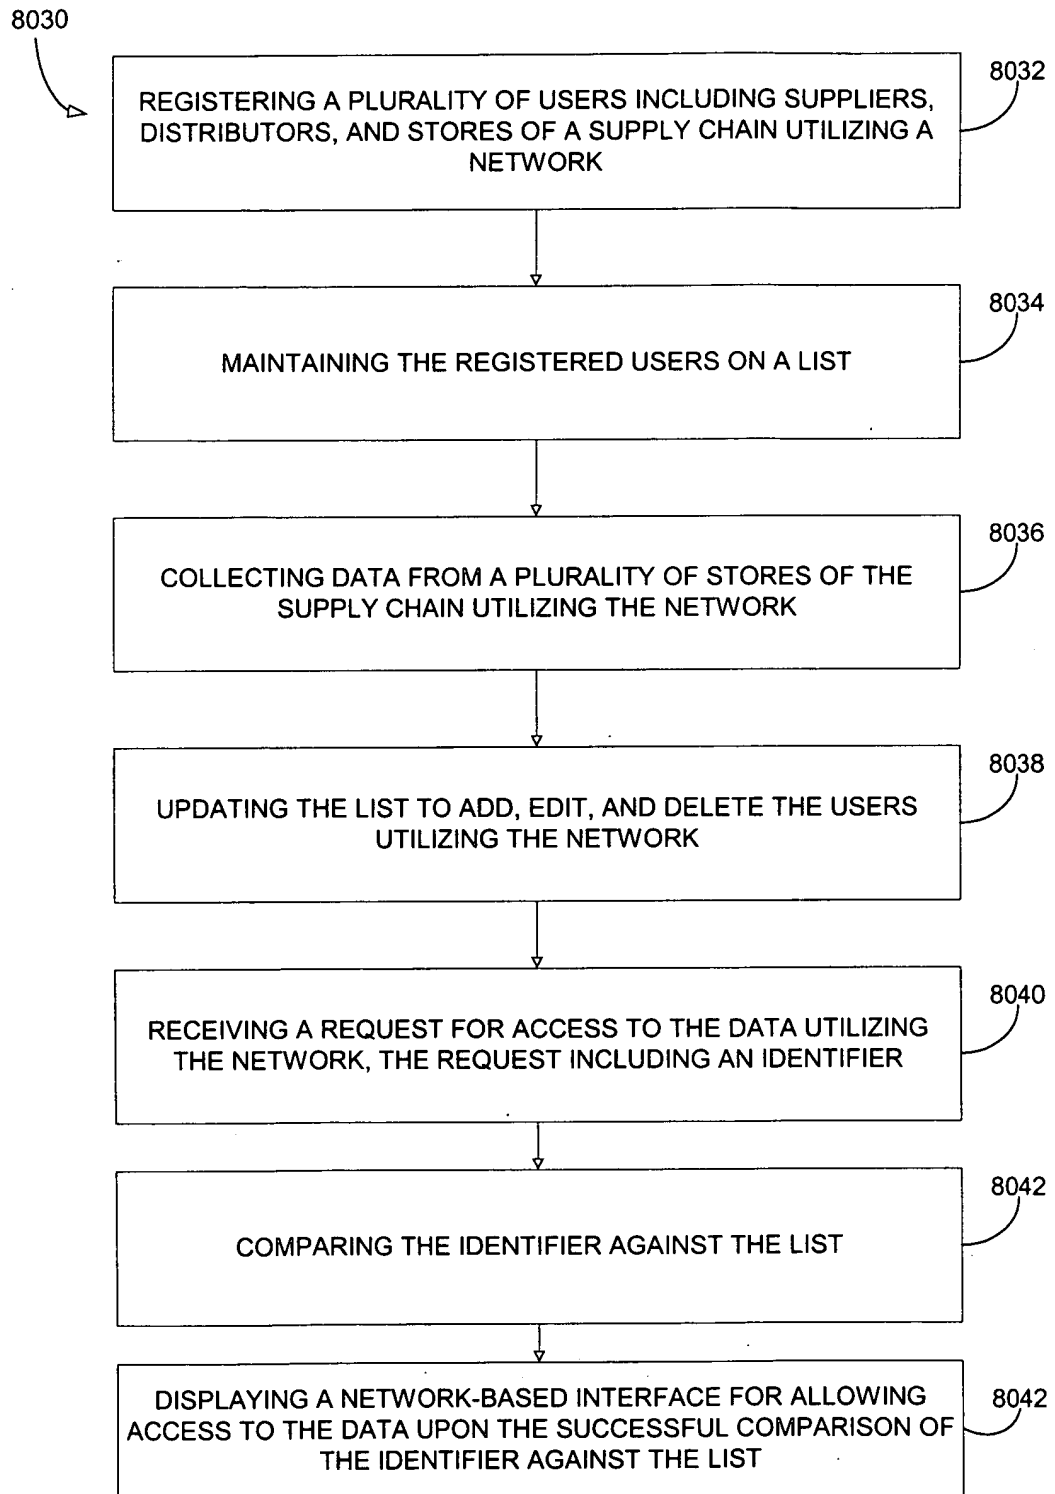 8030
8032
REGISTERING A PLURALITY OF USERS INCLUDING SUPPLIERS,
DISTRIBUTORS, AND STORES OF A SUPPLY CHAIN UTILIZING A
NETWORK
8034
MAINTAINING THE REGISTERED USERS ON A LIST
8036
COLLECTING DATA FROM A PLURALITY OF STORES OF THE
SUPPLY CHAIN UTILIZING THE NETWORK
8038
UPDATING THE LIST TO ADD, EDIT, AND DELETE THE USERS
UTILIZING THE NETWORK
8040
RECEIVING A REQUEST FOR ACCESS TO THE DATA UTILIZING
THE NETWORK, THE REQUEST INCLUDING AN IDENTIFIER
8042
COMPARING THE IDENTIFIER AGAINST THE LIST
8042
DISPLAYING A NETWORK-BASED INTERFACE FOR ALLOWING
ACCESS TO THE DATA UPON THE SUCCESSFUL COMPARISON OF
THE IDENTIFIER AGAINST THE LIST